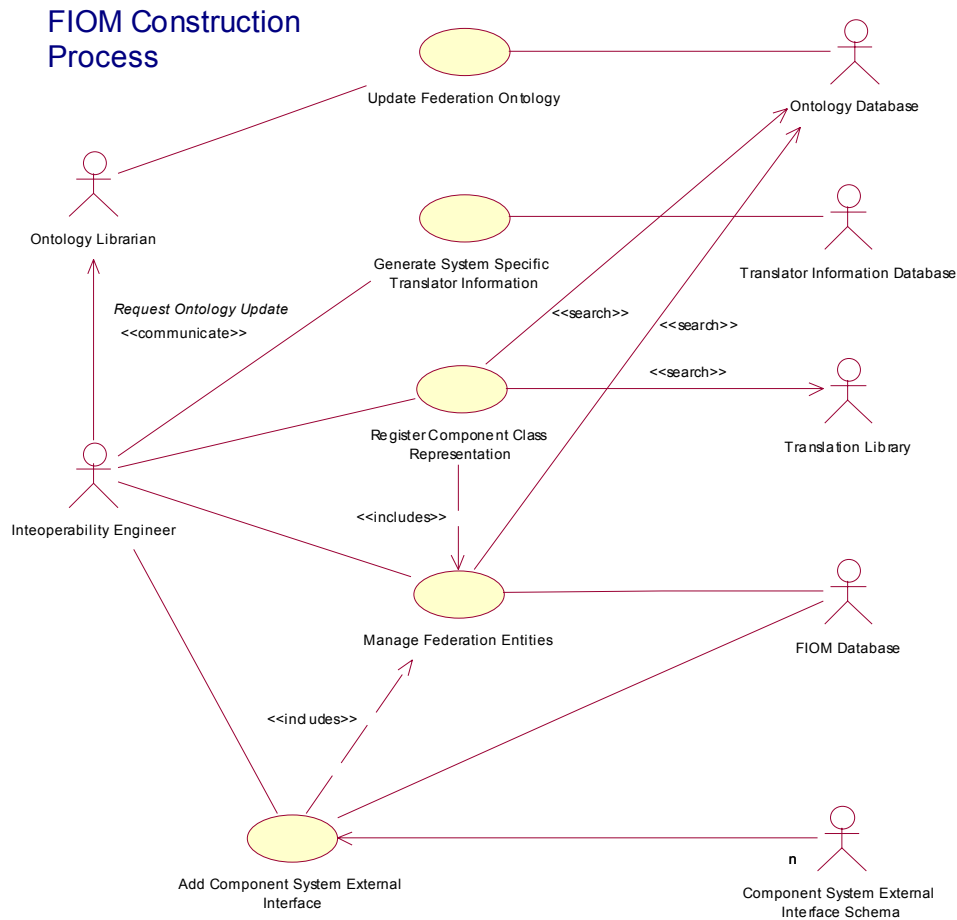 FIOM Construction
Process
Update Federation Ontology
Ontology Database
Ontology Librarian
Generate System Specific
Translator Information
Translator Information Database
Request Ontology Update
<<communicate>>
<<search>>
<<search>>
<<search>>
Register Component Class
Representation
Translation Library
Inteoperability Engineer
<<includes>>
Manage Federation Entities
FIOM Database
<<includes>>
n
Add Component System External
Interface
Component System External
Interface Schema